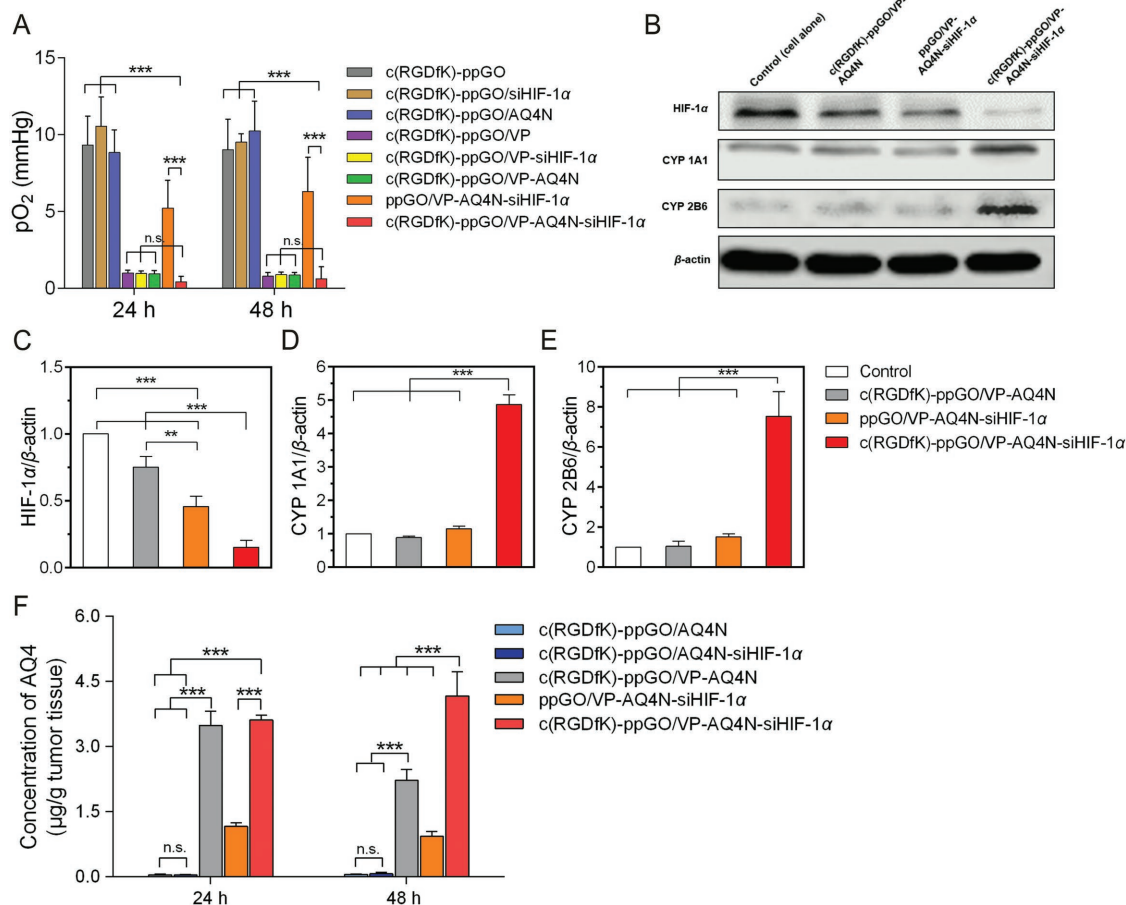 A
15
10
5
0
pO2 (mmHg)
***
***
***
***
n.s.
n.s.
24 h
48 h
c(RGDfK)-ppGO
c(RGDfK)-ppGO/siHIF-1α
c(RGDfK)-ppGO/AQ4N
c(RGDfK)-ppGO/VP
c(RGDfK)-ppGO/VP-siHIF-1α
c(RGDfK)-ppGO/VP-AQ4N
ppGO/VP-AQ4N-siHIF-1α
c(RGDfK)-ppGO/VP-AQ4N-siHIF-1α
B
Control (cell alone)
c(RGDfK)-ppGO/VP-
AQ4N
ppGO/VP-
AQ4N-siHIF-1α
c(RGDfK)-ppGO/VP-
AQ4N-siHIF-1α
HIF-1α
CYP 1A1
CYP 2B6
β-actin
C
1.5
1.0
0.5
0.0
HIF-1α/β-actin
***
***
**
D
6
5
4
3
2
1
0
CYP 1A1/β-actin
***
E
10
8
6
4
2
0
CYP 2B6/β-actin
***
Control
c(RGDfK)-ppGO/VP-AQ4N
ppGO/VP-AQ4N-siHIF-1α
c(RGDfK)-ppGO/VP-AQ4N-siHIF-1α
F
6.0
4.5
3.0
1.5
0.0
Concentration of AQ4
(μg/g tumor tissue)
***
***
***
n.s.
***
***
n.s.
24 h
48 h
c(RGDfK)-ppGO/AQ4N
c(RGDfK)-ppGO/AQ4N-siHIF-1α
c(RGDfK)-ppGO/VP-AQ4N
ppGO/VP-AQ4N-siHIF-1α
c(RGDfK)-ppGO/VP-AQ4N-siHIF-1α